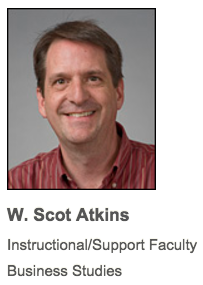 W. Scot Atkins
Instructional/Support Faculty
Business Studies